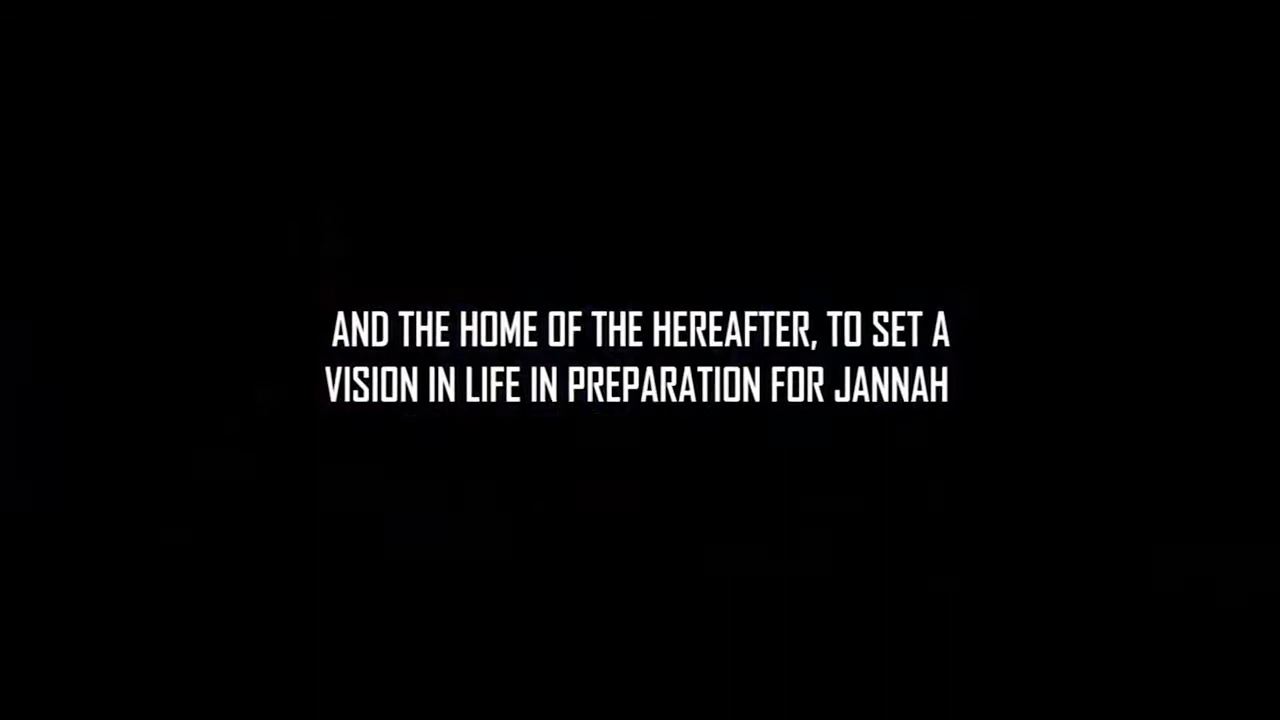 AND THE HOME OF THE HEREAFTER, TO SET A
VISION IN LIFE IN PREPARATION FOR JANNAH